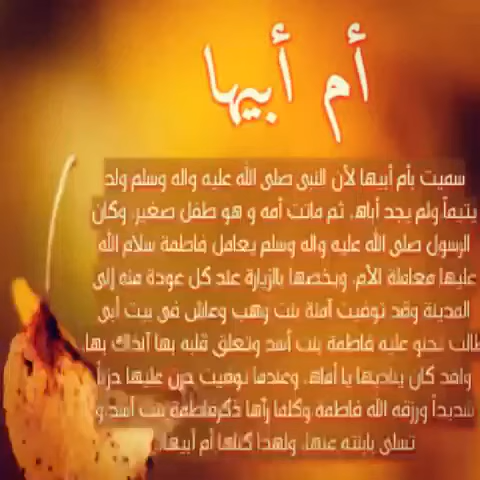 أم أبيها
سميت بأم أبيها لأن النبي صلى الله عليه واله وسلم ولد
يتيماً ولم يجد أباه، ثم ماتت أمه و هو طفل صغير، وكان
الرسول صلى الله عليه واله وسلم يعامل فاطمة سلام الله
عليها معاملة الأم، ويخصها بالزيارة عند كل عودة منه إلى
المدينة وقد توفيت آمنة بنت وهب وعاش في بيت أبي
طالب تحنو عليه فاطمة بنت أسد وتعلق قلبه بها آنذاك بها،
ولقد كان يناديها يا أماه، وعندما توفيت حزن عليها حزناً
شديداً ورزقه الله فاطمة وكلما رآها ذكر فاطمة بنت أسد و
تسلى بابنته عنها، ولهذا كناها أم أبيها